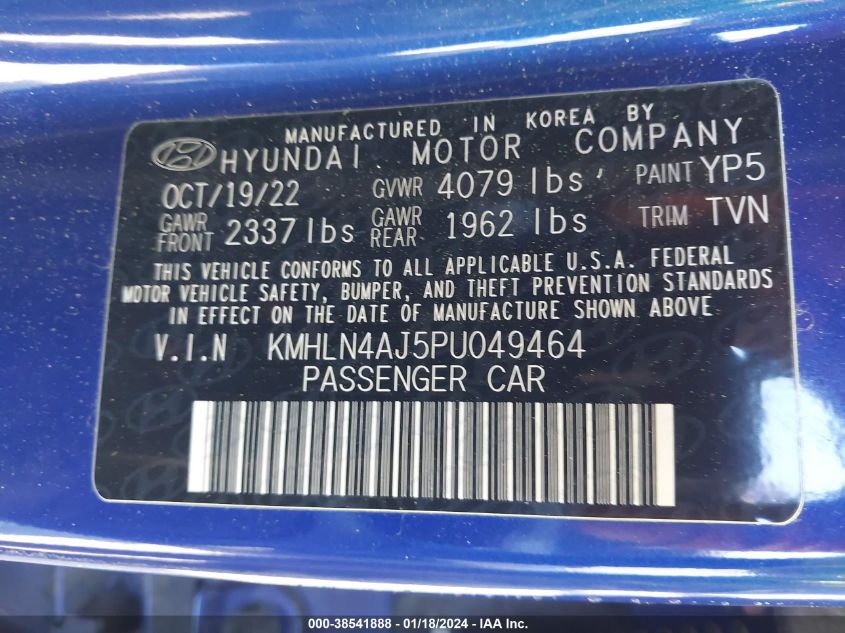 MANUFACTURED IN KOREA BY
HYUNDAI MOTOR COMPANY
OCT/19/22 GVWR 4079 lbs PAINT YP5
GAWR FRONT 2337 lbs GAWR REAR 1962 lbs TRIM TVN
THIS VEHICLE CONFORMS TO ALL APPLICABLE U.S.A. FEDERAL
MOTOR VEHICLE SAFETY, BUMPER, AND THEFT PREVENTION STANDARDS
IN EFFECT ON THE DATE OF MANUFACTURE SHOWN ABOVE
V.I.N KMHLN4AJ5PU049464
PASSENGER CAR
000-38541888 - 01/18/2024 - IAA Inc.